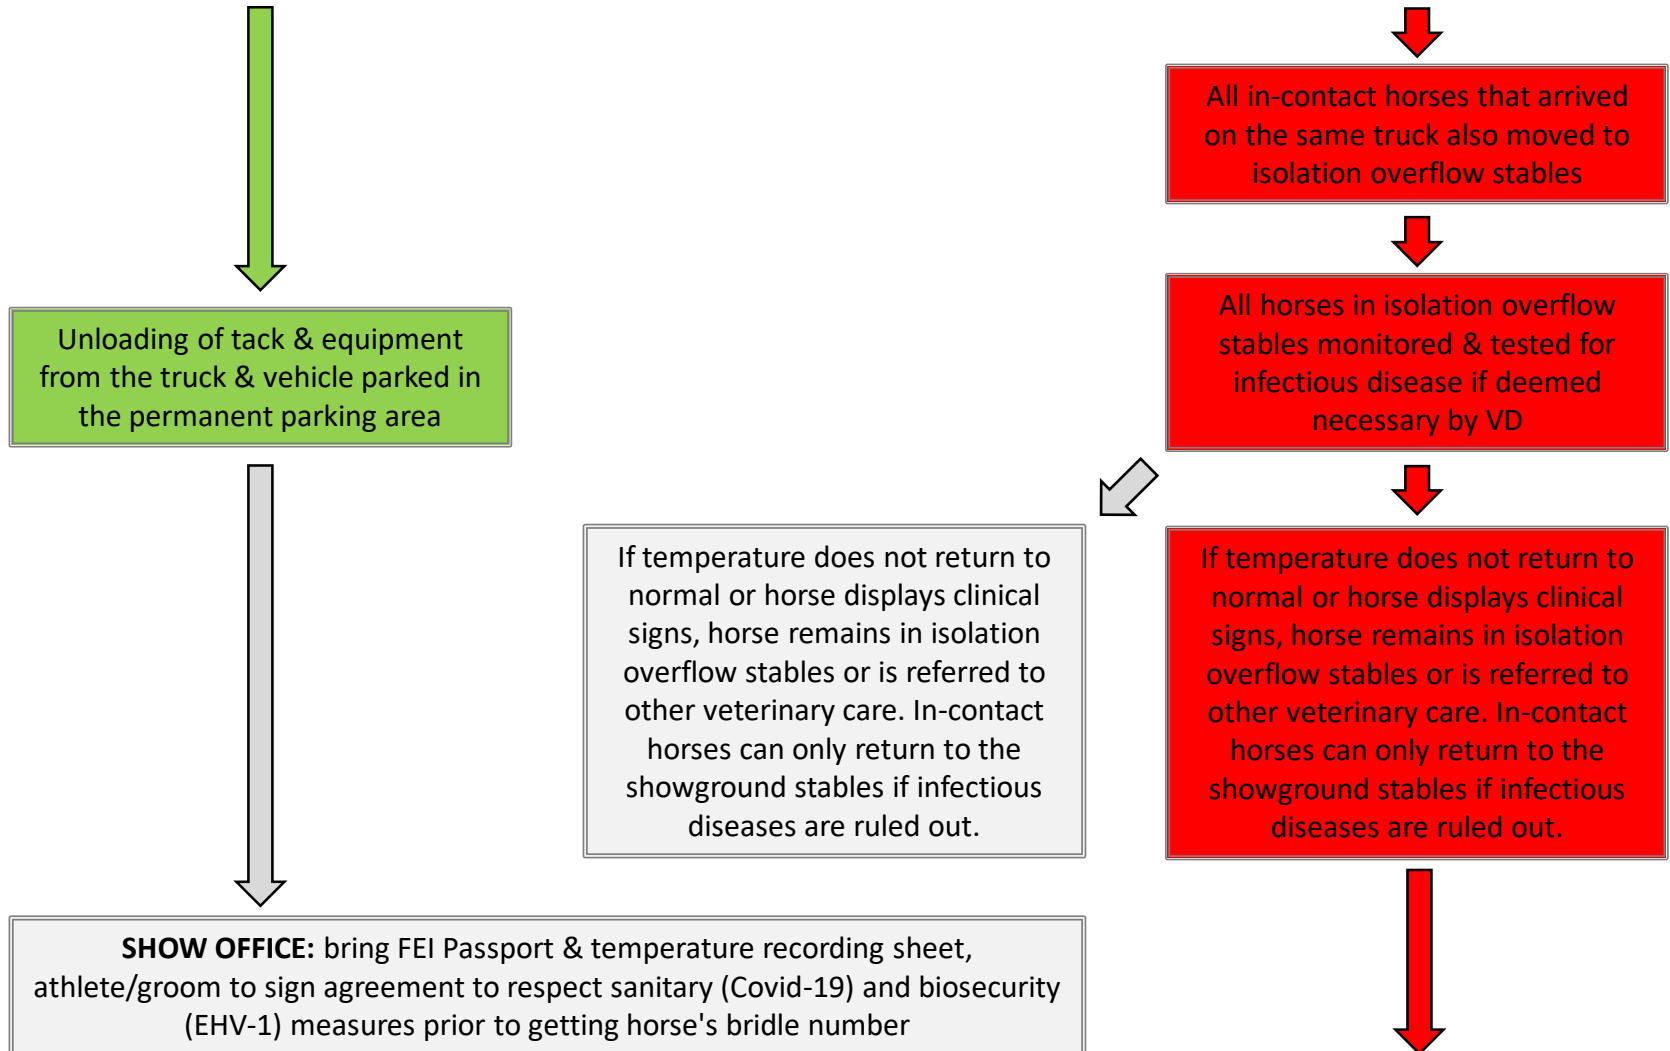 All in-contact horses that arrived
on the same truck also moved to
isolation overflow stables
Unloading of tack & equipment
from the truck & vehicle parked in
the permanent parking area
All horses in isolation overflow
stables monitored & tested for
infectious disease if deemed
necessary by VD
If temperature does not return to
normal or horse displays clinical
signs, horse remains in isolation
overflow stables or is referred to
other veterinary care. In-contact
horses can only return to the
showground stables if infectious
diseases are ruled out.
If temperature does not return to
normal or horse displays clinical
signs, horse remains in isolation
overflow stables or is referred to
other veterinary care. In-contact
horses can only return to the
showground stables if infectious
diseases are ruled out.
SHOW OFFICE: bring FEI Passport & temperature recording sheet,
athlete/groom to sign agreement to respect sanitary (Covid-19) and biosecurity
(EHV-1) measures prior to getting horse's bridle number